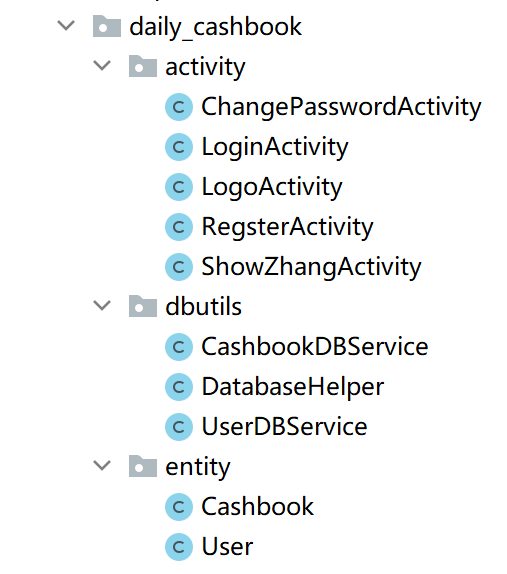 daily_cashbook
activity
ChangePasswordActivity
LoginActivity
LogoActivity
RegsterActivity
ShowZhangActivity
dbutils
CashbookDBService
DatabaseHelper
UserDBService
entity
Cashbook
User